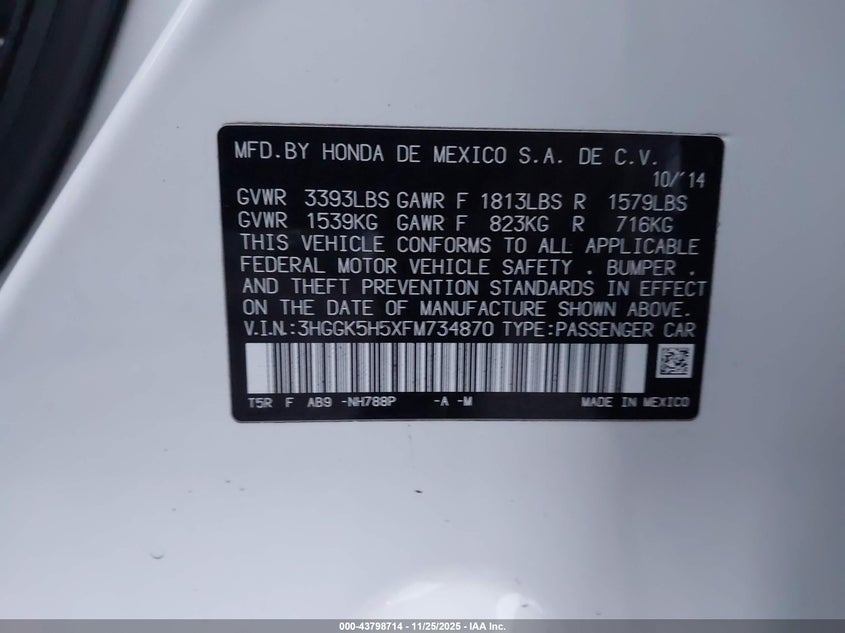 MFD.BY HONDA DE MEXICO S.A. DE C.V.
10/'14
GVWR 3393LBS GAWR F 1813LBS R 1579LBS
GVWR 1539KG GAWR F 823KG R 716KG
THIS VEHICLE CONFORMS TO ALL APPLICABLE
FEDERAL MOTOR VEHICLE SAFETY . BUMPER .
AND THEFT PREVENTION STANDARDS IN EFFECT
ON THE DATE OF MANUFACTURE SHOWN ABOVE.
V.I.N.:3HGGK5H5XFM734870 TYPE:PASSENGER CAR
T5R F AB9 -NH788P -A -M MADE IN MEXICO
000-43798714 - 11/25/2025 - IAA Inc.